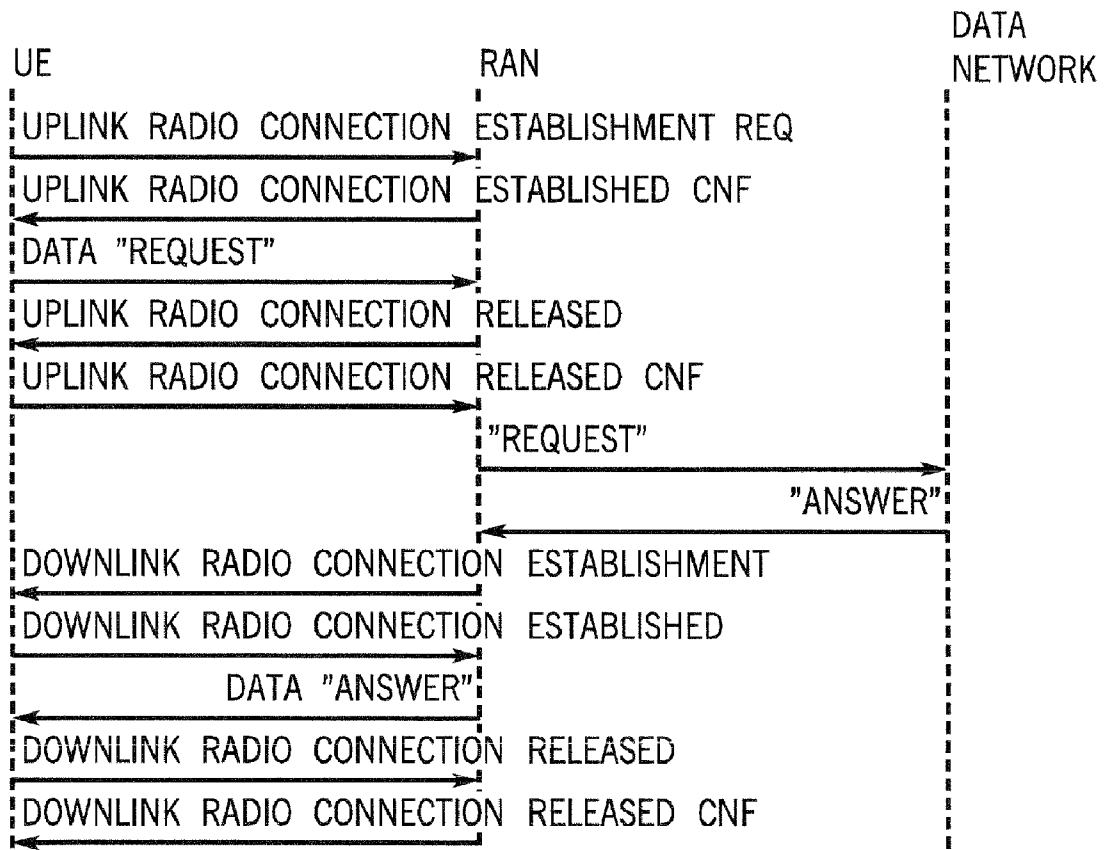 DATA
UE RAN NETWORK
UPLINK RADIO CONNECTION ESTABLISHMENT REQ
UPLINK RADIO CONNECTION ESTABLISHED CNF
DATA "REQUEST"
UPLINK RADIO CONNECTION RELEASED
UPLINK RADIO CONNECTION RELEASED CNF
"REQUEST"
"ANSWER"
DOWNLINK RADIO CONNECTION ESTABLISHMENT
DOWNLINK RADIO CONNECTION ESTABLISHED
DATA "ANSWER"
DOWNLINK RADIO CONNECTION RELEASED
DOWNLINK RADIO CONNECTION RELEASED CNF